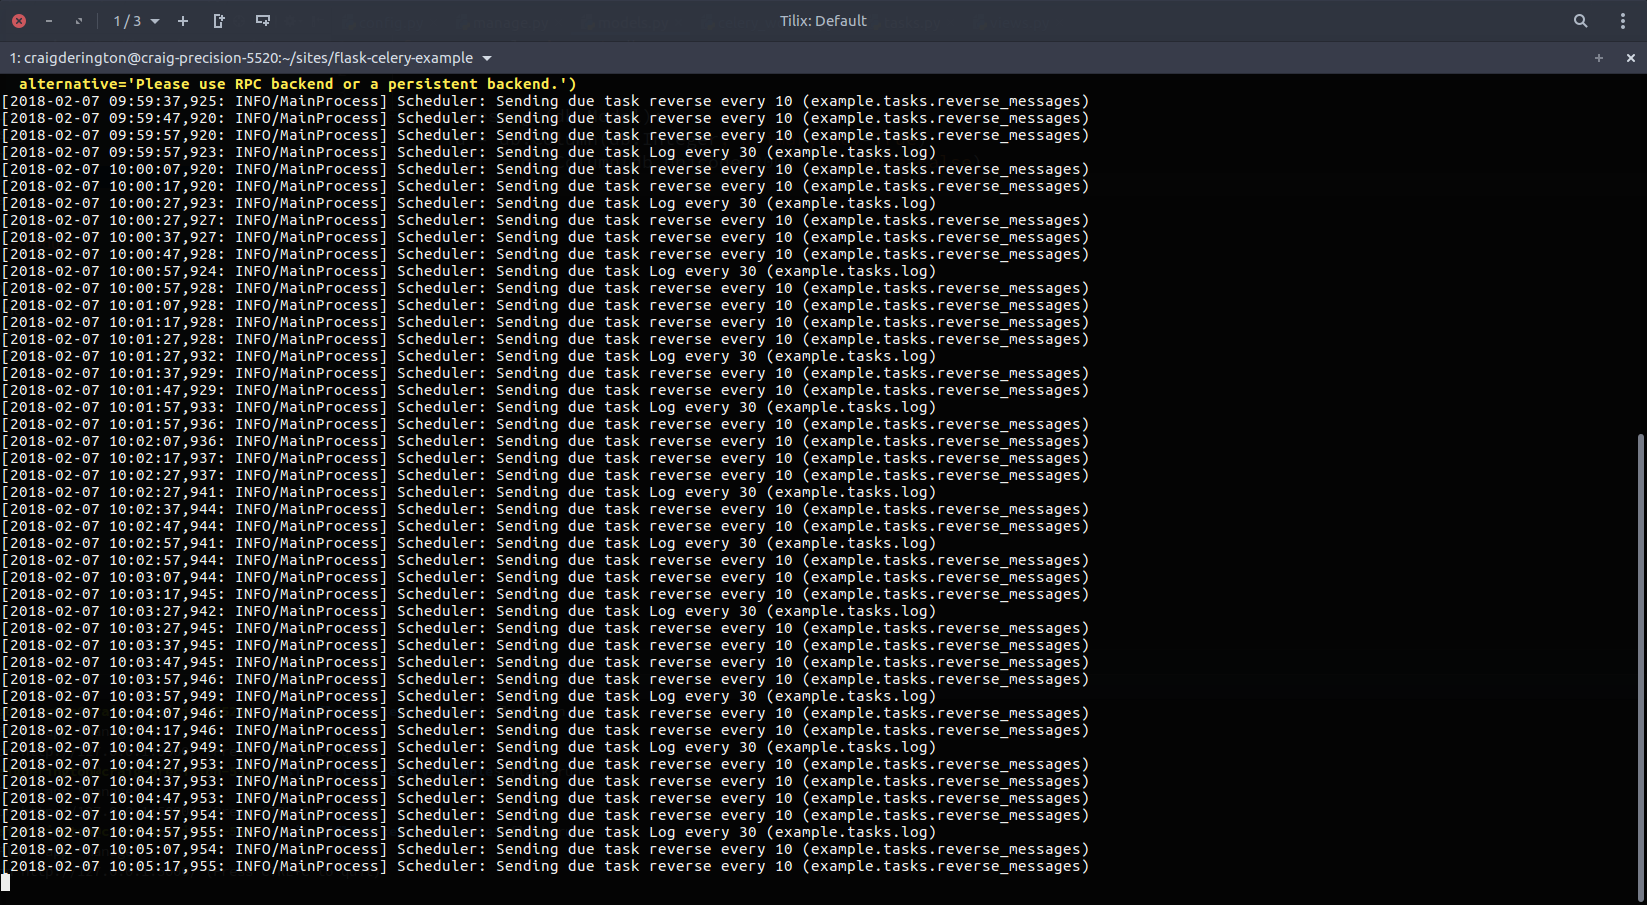 1 / 3
Tilix: Default
1: craigderington@craig-precision-5520:~/sites/flask-celery-example
  alternative='Please use RPC backend or a persistent backend.')
[2018-02-07 09:59:37,925: INFO/MainProcess] Scheduler: Sending due task reverse every 10 (example.tasks.reverse_messages)
[2018-02-07 09:59:47,920: INFO/MainProcess] Scheduler: Sending due task reverse every 10 (example.tasks.reverse_messages)
[2018-02-07 09:59:57,920: INFO/MainProcess] Scheduler: Sending due task reverse every 10 (example.tasks.reverse_messages)
[2018-02-07 09:59:57,923: INFO/MainProcess] Scheduler: Sending due task Log every 30 (example.tasks.log)
[2018-02-07 10:00:07,920: INFO/MainProcess] Scheduler: Sending due task reverse every 10 (example.tasks.reverse_messages)
[2018-02-07 10:00:17,920: INFO/MainProcess] Scheduler: Sending due task reverse every 10 (example.tasks.reverse_messages)
[2018-02-07 10:00:27,923: INFO/MainProcess] Scheduler: Sending due task Log every 30 (example.tasks.log)
[2018-02-07 10:00:27,927: INFO/MainProcess] Scheduler: Sending due task reverse every 10 (example.tasks.reverse_messages)
[2018-02-07 10:00:37,927: INFO/MainProcess] Scheduler: Sending due task reverse every 10 (example.tasks.reverse_messages)
[2018-02-07 10:00:47,928: INFO/MainProcess] Scheduler: Sending due task reverse every 10 (example.tasks.reverse_messages)
[2018-02-07 10:00:57,924: INFO/MainProcess] Scheduler: Sending due task Log every 30 (example.tasks.log)
[2018-02-07 10:00:57,928: INFO/MainProcess] Scheduler: Sending due task reverse every 10 (example.tasks.reverse_messages)
[2018-02-07 10:01:07,928: INFO/MainProcess] Scheduler: Sending due task reverse every 10 (example.tasks.reverse_messages)
[2018-02-07 10:01:17,928: INFO/MainProcess] Scheduler: Sending due task reverse every 10 (example.tasks.reverse_messages)
[2018-02-07 10:01:27,928: INFO/MainProcess] Scheduler: Sending due task reverse every 10 (example.tasks.reverse_messages)
[2018-02-07 10:01:27,932: INFO/MainProcess] Scheduler: Sending due task Log every 30 (example.tasks.log)
[2018-02-07 10:01:37,929: INFO/MainProcess] Scheduler: Sending due task reverse every 10 (example.tasks.reverse_messages)
[2018-02-07 10:01:47,929: INFO/MainProcess] Scheduler: Sending due task reverse every 10 (example.tasks.reverse_messages)
[2018-02-07 10:01:57,933: INFO/MainProcess] Scheduler: Sending due task Log every 30 (example.tasks.log)
[2018-02-07 10:01:57,936: INFO/MainProcess] Scheduler: Sending due task reverse every 10 (example.tasks.reverse_messages)
[2018-02-07 10:02:07,936: INFO/MainProcess] Scheduler: Sending due task reverse every 10 (example.tasks.reverse_messages)
[2018-02-07 10:02:17,937: INFO/MainProcess] Scheduler: Sending due task reverse every 10 (example.tasks.reverse_messages)
[2018-02-07 10:02:27,937: INFO/MainProcess] Scheduler: Sending due task reverse every 10 (example.tasks.reverse_messages)
[2018-02-07 10:02:27,941: INFO/MainProcess] Scheduler: Sending due task Log every 30 (example.tasks.log)
[2018-02-07 10:02:37,944: INFO/MainProcess] Scheduler: Sending due task reverse every 10 (example.tasks.reverse_messages)
[2018-02-07 10:02:47,944: INFO/MainProcess] Scheduler: Sending due task reverse every 10 (example.tasks.reverse_messages)
[2018-02-07 10:02:57,941: INFO/MainProcess] Scheduler: Sending due task Log every 30 (example.tasks.log)
[2018-02-07 10:02:57,944: INFO/MainProcess] Scheduler: Sending due task reverse every 10 (example.tasks.reverse_messages)
[2018-02-07 10:03:07,944: INFO/MainProcess] Scheduler: Sending due task reverse every 10 (example.tasks.reverse_messages)
[2018-02-07 10:03:17,945: INFO/MainProcess] Scheduler: Sending due task reverse every 10 (example.tasks.reverse_messages)
[2018-02-07 10:03:27,942: INFO/MainProcess] Scheduler: Sending due task Log every 30 (example.tasks.log)
[2018-02-07 10:03:27,945: INFO/MainProcess] Scheduler: Sending due task reverse every 10 (example.tasks.reverse_messages)
[2018-02-07 10:03:37,945: INFO/MainProcess] Scheduler: Sending due task reverse every 10 (example.tasks.reverse_messages)
[2018-02-07 10:03:47,945: INFO/MainProcess] Scheduler: Sending due task reverse every 10 (example.tasks.reverse_messages)
[2018-02-07 10:03:57,946: INFO/MainProcess] Scheduler: Sending due task reverse every 10 (example.tasks.reverse_messages)
[2018-02-07 10:03:57,949: INFO/MainProcess] Scheduler: Sending due task Log every 30 (example.tasks.log)
[2018-02-07 10:04:07,946: INFO/MainProcess] Scheduler: Sending due task reverse every 10 (example.tasks.reverse_messages)
[2018-02-07 10:04:17,946: INFO/MainProcess] Scheduler: Sending due task reverse every 10 (example.tasks.reverse_messages)
[2018-02-07 10:04:27,949: INFO/MainProcess] Scheduler: Sending due task Log every 30 (example.tasks.log)
[2018-02-07 10:04:27,953: INFO/MainProcess] Scheduler: Sending due task reverse every 10 (example.tasks.reverse_messages)
[2018-02-07 10:04:37,953: INFO/MainProcess] Scheduler: Sending due task reverse every 10 (example.tasks.reverse_messages)
[2018-02-07 10:04:47,953: INFO/MainProcess] Scheduler: Sending due task reverse every 10 (example.tasks.reverse_messages)
[2018-02-07 10:04:57,954: INFO/MainProcess] Scheduler: Sending due task reverse every 10 (example.tasks.reverse_messages)
[2018-02-07 10:04:57,955: INFO/MainProcess] Scheduler: Sending due task Log every 30 (example.tasks.log)
[2018-02-07 10:05:07,954: INFO/MainProcess] Scheduler: Sending due task reverse every 10 (example.tasks.reverse_messages)
[2018-02-07 10:05:17,955: INFO/MainProcess] Scheduler: Sending due task reverse every 10 (example.tasks.reverse_messages)